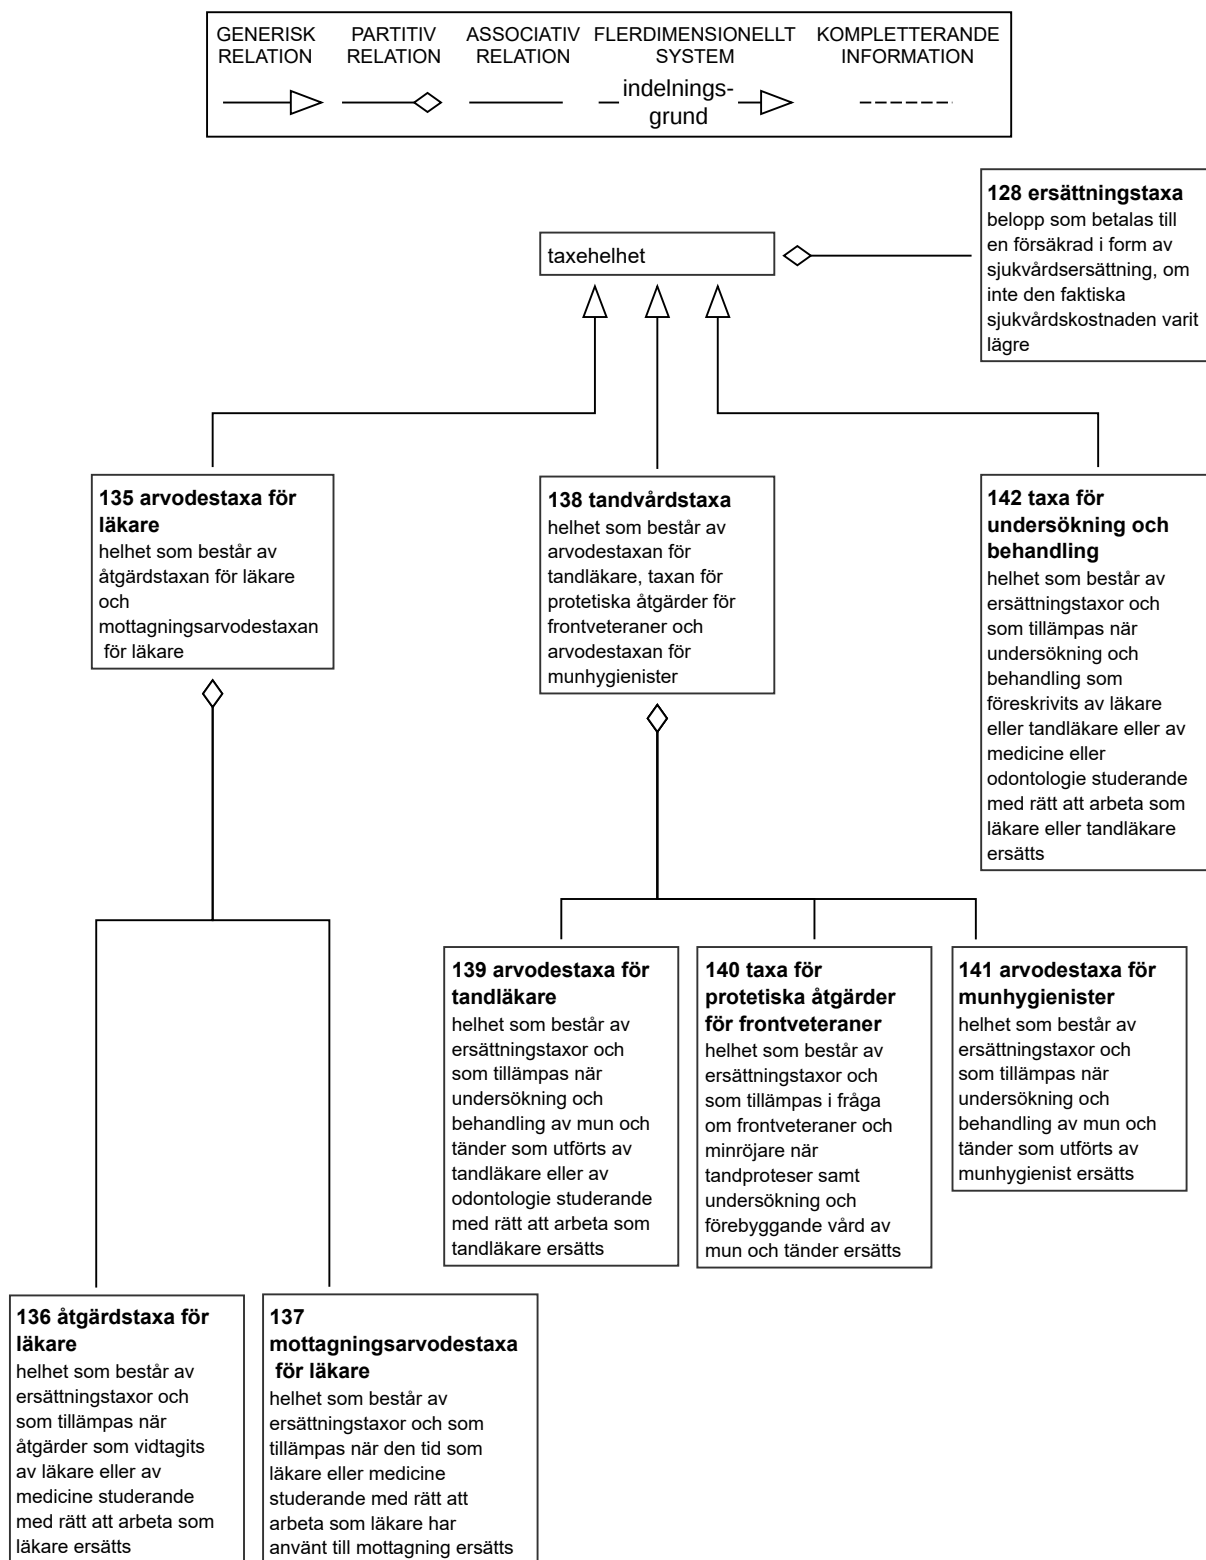 GENERISK
RELATION
PARTITIV
RELATION
ASSOCIATIV
RELATION
FLERDIMENSIONELLT
SYSTEM
indelnings-
grund
KOMPLETTERANDE
INFORMATION
128 ersättningstaxa
belopp som betalas till
en försäkrad i form av
sjukvårdsersättning, om
inte den faktiska
sjukvårdskostnaden varit
lägre
taxehelhet
135 arvodestaxa för
läkare
helhet som består av
åtgärdstaxan för läkare
och
mottagningsarvodestaxan
för läkare
138 tandvårdstaxa
helhet som består av
arvodestaxan för
tandläkare, taxan för
protetiska åtgärder för
frontveteraner och
arvodestaxan för
munhygienister
142 taxa för
undersökning och
behandling
helhet som består av
ersättningstaxor och
som tillämpas när
undersökning och
behandling som
föreskrivits av läkare
eller tandläkare eller av
medicine eller
odontologie studerande
med rätt att arbeta som
läkare eller tandläkare
ersätts
139 arvodestaxa för
tandläkare
helhet som består av
ersättningstaxor och
som tillämpas när
undersökning och
behandling av mun och
tänder som utförts av
tandläkare eller av
odontologie studerande
med rätt att arbeta som
tandläkare ersätts
140 taxa för
protetiska åtgärder
för frontveteraner
helhet som består av
ersättningstaxor och
som tillämpas i fråga
om frontveteraner och
minröjare när
tandproteser samt
undersökning och
förebyggande vård av
mun och tänder ersätts
141 arvodestaxa för
munhygienister
helhet som består av
ersättningstaxor och
som tillämpas när
undersökning och
behandling av mun och
tänder som utförts av
munhygienist ersätts
136 åtgärdstaxa för
läkare
helhet som består av
ersättningstaxor och
som tillämpas när
åtgärder som vidtagits
av läkare eller av
medicine studerande
med rätt att arbeta som
läkare ersätts
137
mottagningsarvodestaxa
för läkare
helhet som består av
ersättningstaxor och som
tillämpas när den tid som
läkare eller medicine
studerande med rätt att
arbeta som läkare har
använt till mottagning ersätts